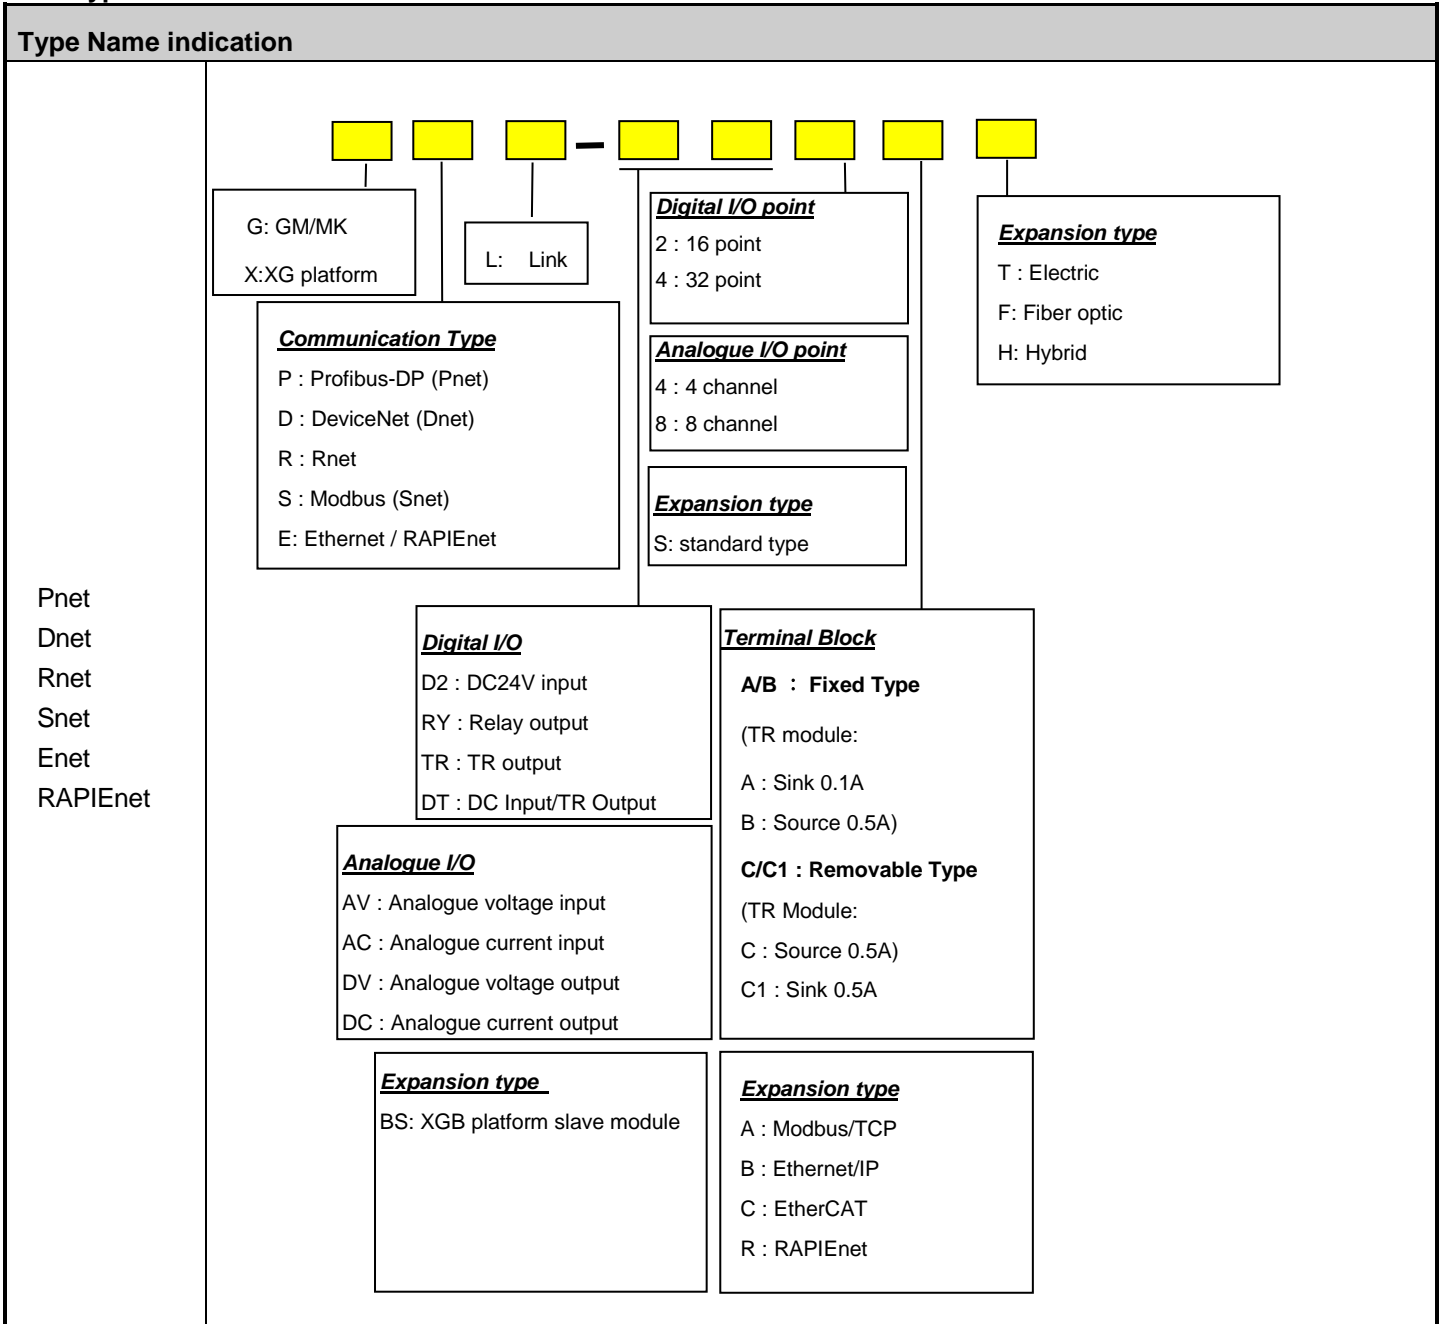 Type Name indication
Pnet
Dnet
Rnet
Snet
Enet
RAPIEnet
G: GM/MK
X:XG platform
L: Link
Communication Type
P : Profibus-DP (Pnet)
D : DeviceNet (Dnet)
R : Rnet
S : Modbus (Snet)
E: Ethernet / RAPIEnet
Digital I/O point
2 : 16 point
4 : 32 point
Analogue I/O point
4 : 4 channel
8 : 8 channel
Expansion type
S: standard type
Expansion type
T : Electric
F: Fiber optic
H: Hybrid
Digital I/O
D2 : DC24V input
RY : Relay output
TR : TR output
DT : DC Input/TR Output
Analogue I/O
AV : Analogue voltage input
AC : Analogue current input
DV : Analogue voltage output
DC : Analogue current output
Expansion type
BS: XGB platform slave module
Terminal Block
A/B : Fixed Type
(TR module:
A : Sink 0.1A
B : Source 0.5A)
C/C1 : Removable Type
(TR Module:
C : Source 0.5A)
C1 : Sink 0.5A
Expansion type
A : Modbus/TCP
B : Ethernet/IP
C : EtherCAT
R : RAPIEnet